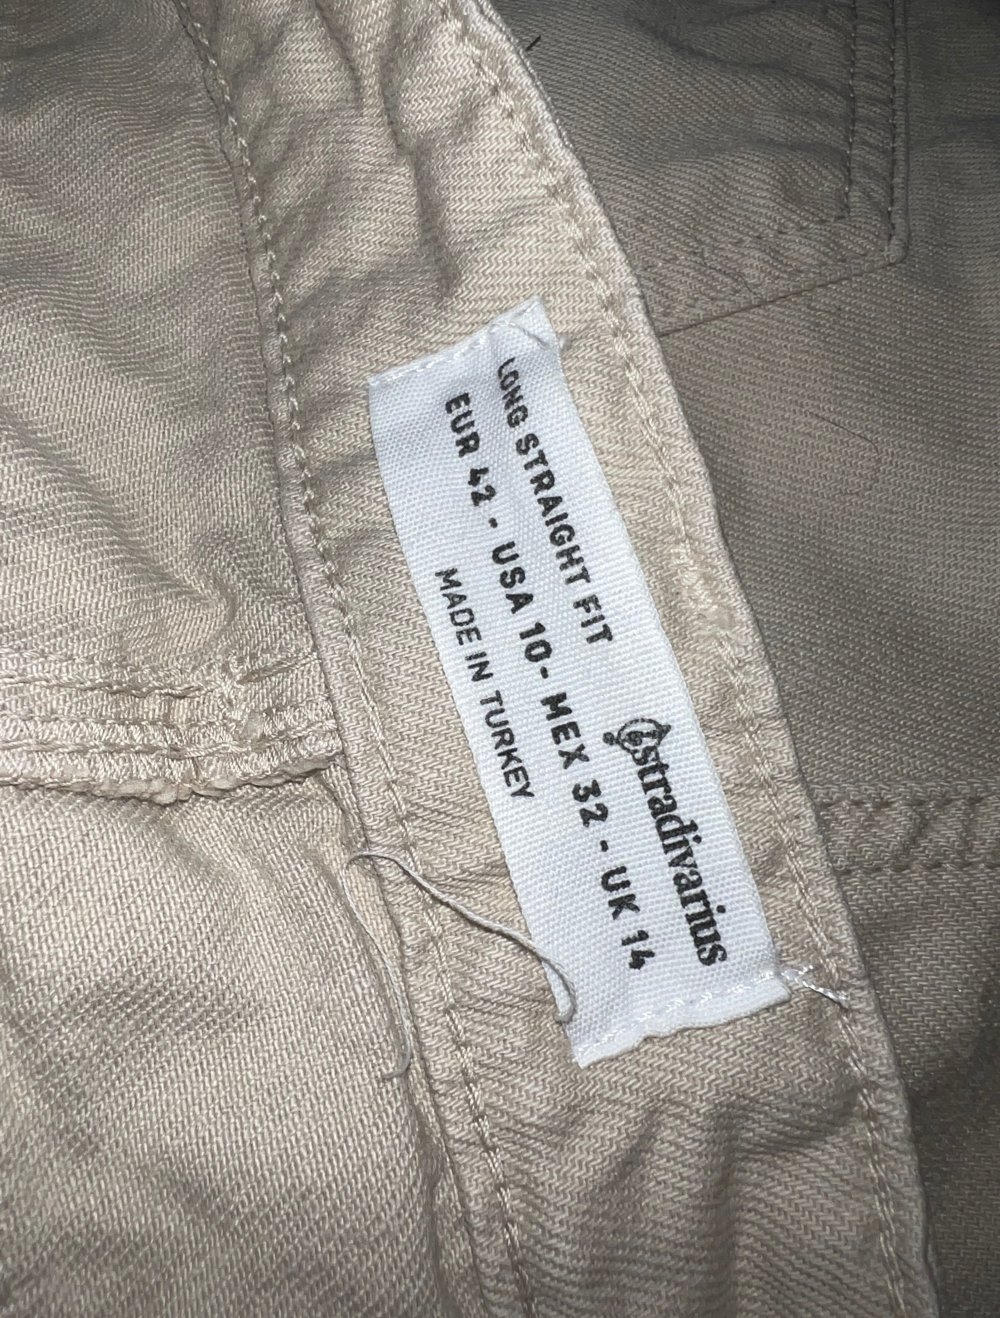 stradivarius
LONG STRAIGHT FIT
EUR 42 - USA 10- MEX 32 - UK 14
MADE IN TURKEY